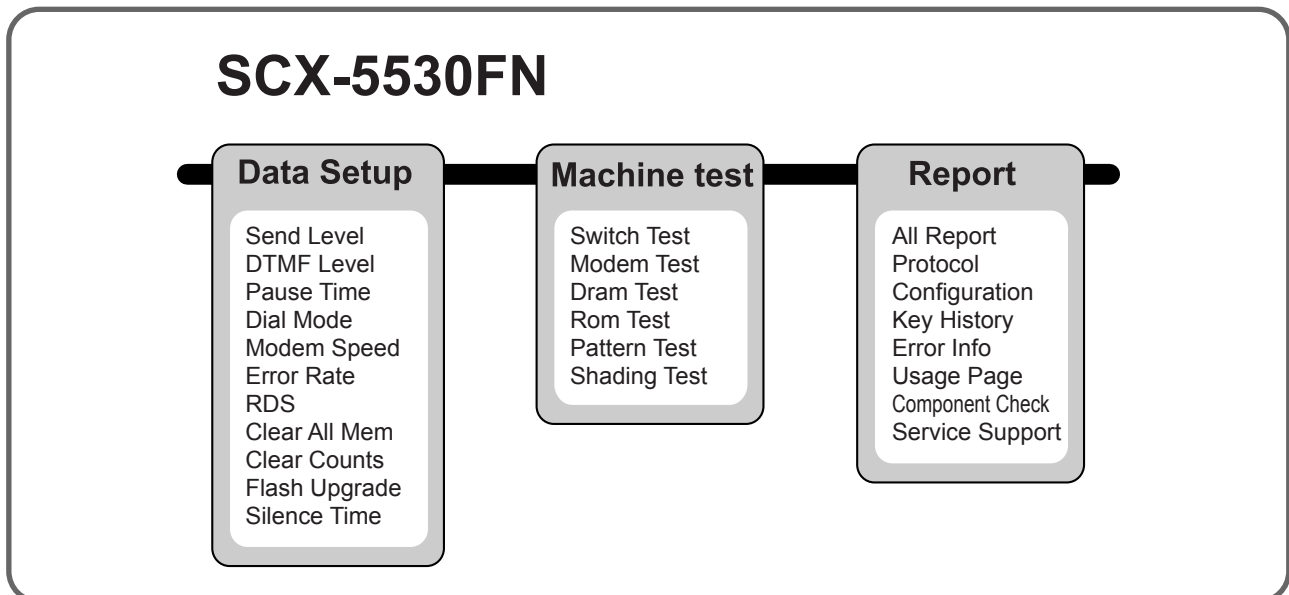 SCX-5530FN
Data Setup
Send Level
DTMF Level
Pause Time
Dial Mode
Modem Speed
Error Rate
RDS
Clear All Mem
Clear Counts
Flash Upgrade
Silence Time
Machine test
Switch Test
Modem Test
Dram Test
Rom Test
Pattern Test
Shading Test
Report
All Report
Protocol
Configuration
Key History
Error Info
Usage Page
Component Check
Service Support